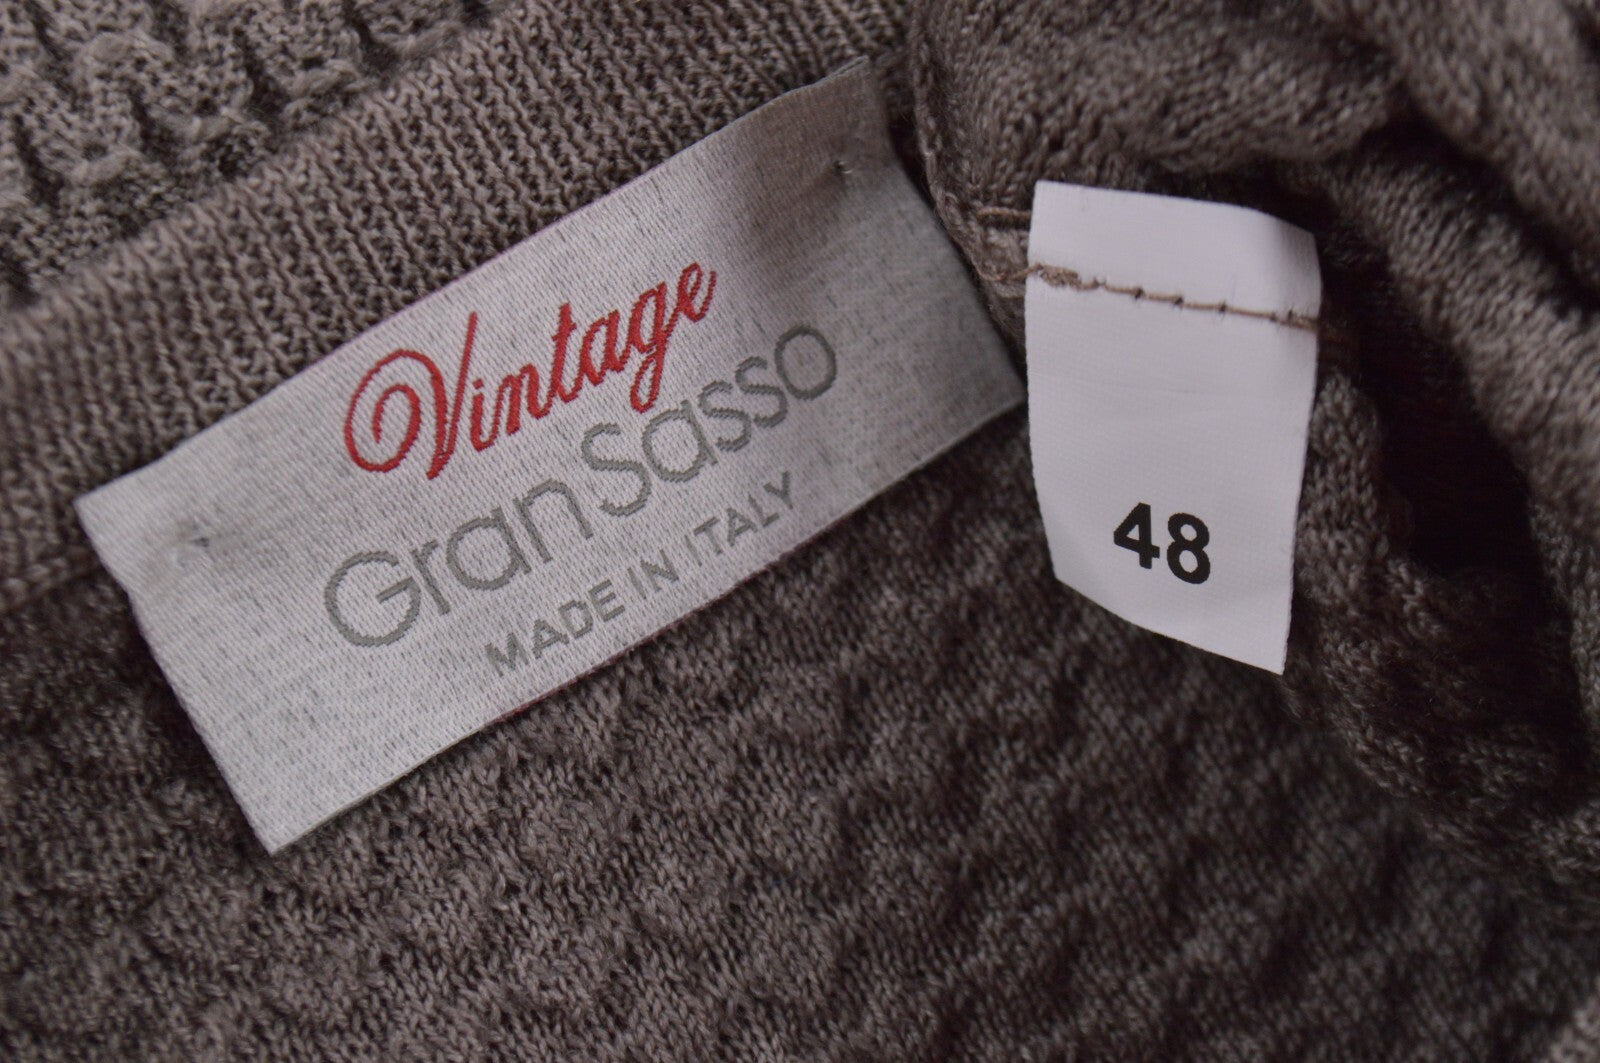 Vintage
Gran Sasso
MADE IN ITALY
48